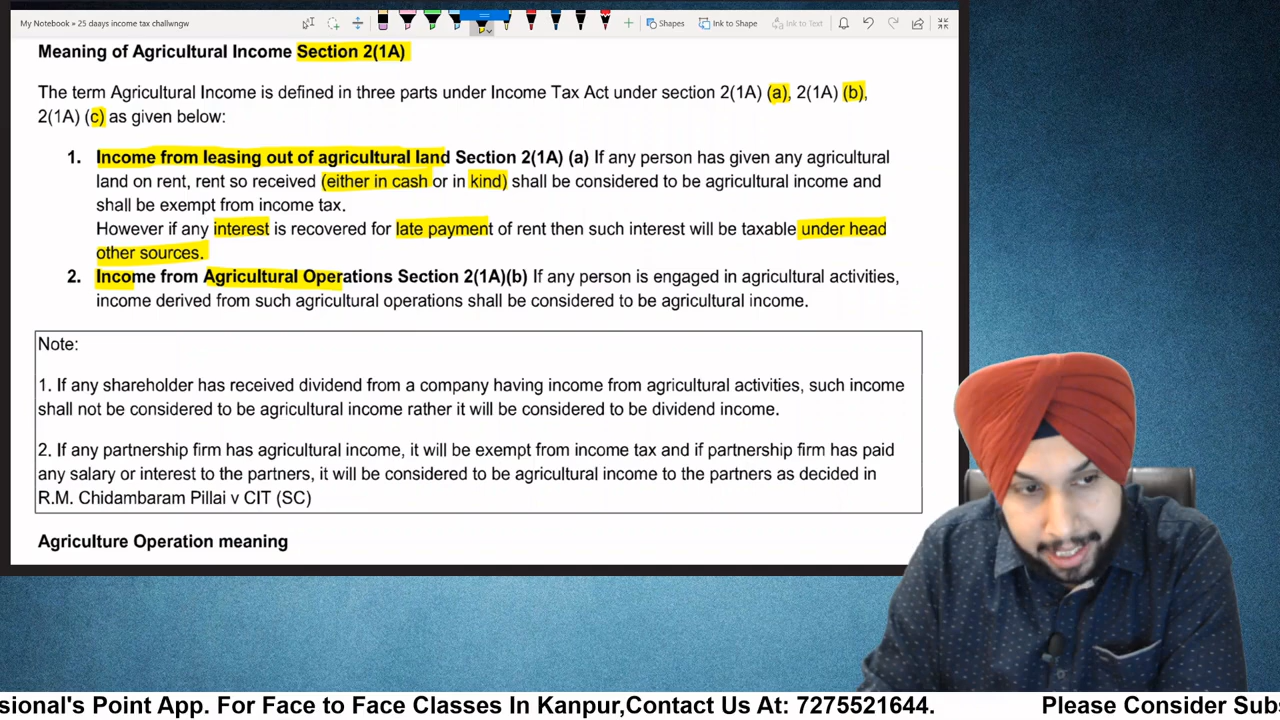 My Notebook » 25 daays income tax challwngw
Shapes
Ink to Shape
Ink to Text
Meaning of Agricultural Income Section 2(1A)
The term Agricultural Income is defined in three parts under Income Tax Act under section 2(1A) (a), 2(1A) (b),
2(1A) (c) as given below:
1. Income from leasing out of agricultural land Section 2(1A) (a) If any person has given any agricultural
land on rent, rent so received (either in cash or in kind) shall be considered to be agricultural income and
shall be exempt from income tax.
However if any interest is recovered for late payment of rent then such interest will be taxable under head
other sources.
2. Income from Agricultural Operations Section 2(1A)(b) If any person is engaged in agricultural activities,
income derived from such agricultural operations shall be considered to be agricultural income.
Note:
1. If any shareholder has received dividend from a company having income from agricultural activities, such income
shall not be considered to be agricultural income rather it will be considered to be dividend income.
2. If any partnership firm has agricultural income, it will be exempt from income tax and if partnership firm has paid
any salary or interest to the partners, it will be considered to be agricultural income to the partners as decided in
R.M. Chidambaram Pillai v CIT (SC)
Agriculture Operation meaning
sional's Point App. For Face to Face Classes In Kanpur,Contact Us At: 7275521644. Please Consider Subs